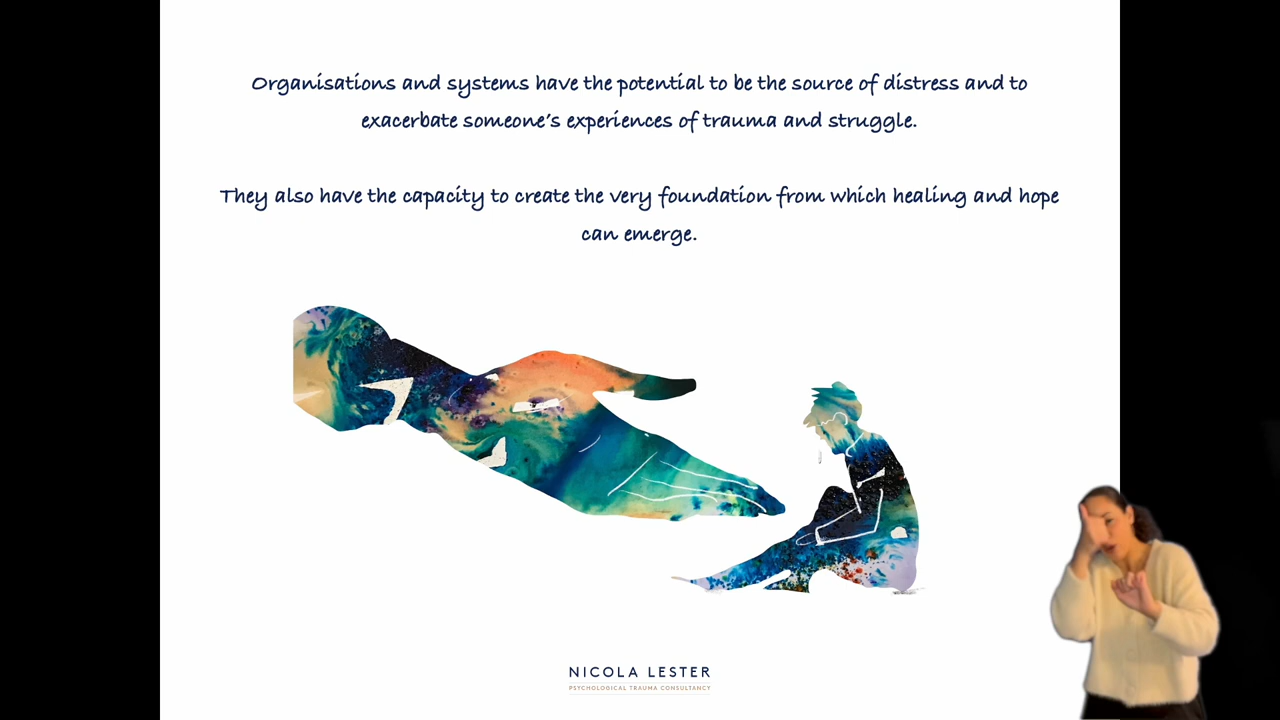 Organisations and systems have the potential to be the source of distress and to
exacerbate someone's experiences of trauma and struggle.
They also have the capacity to create the very foundation from which healing and hope
can emerge.
NICOLA LESTER
PSYCHOLOGICAL TRAUMA CONSULTANCY